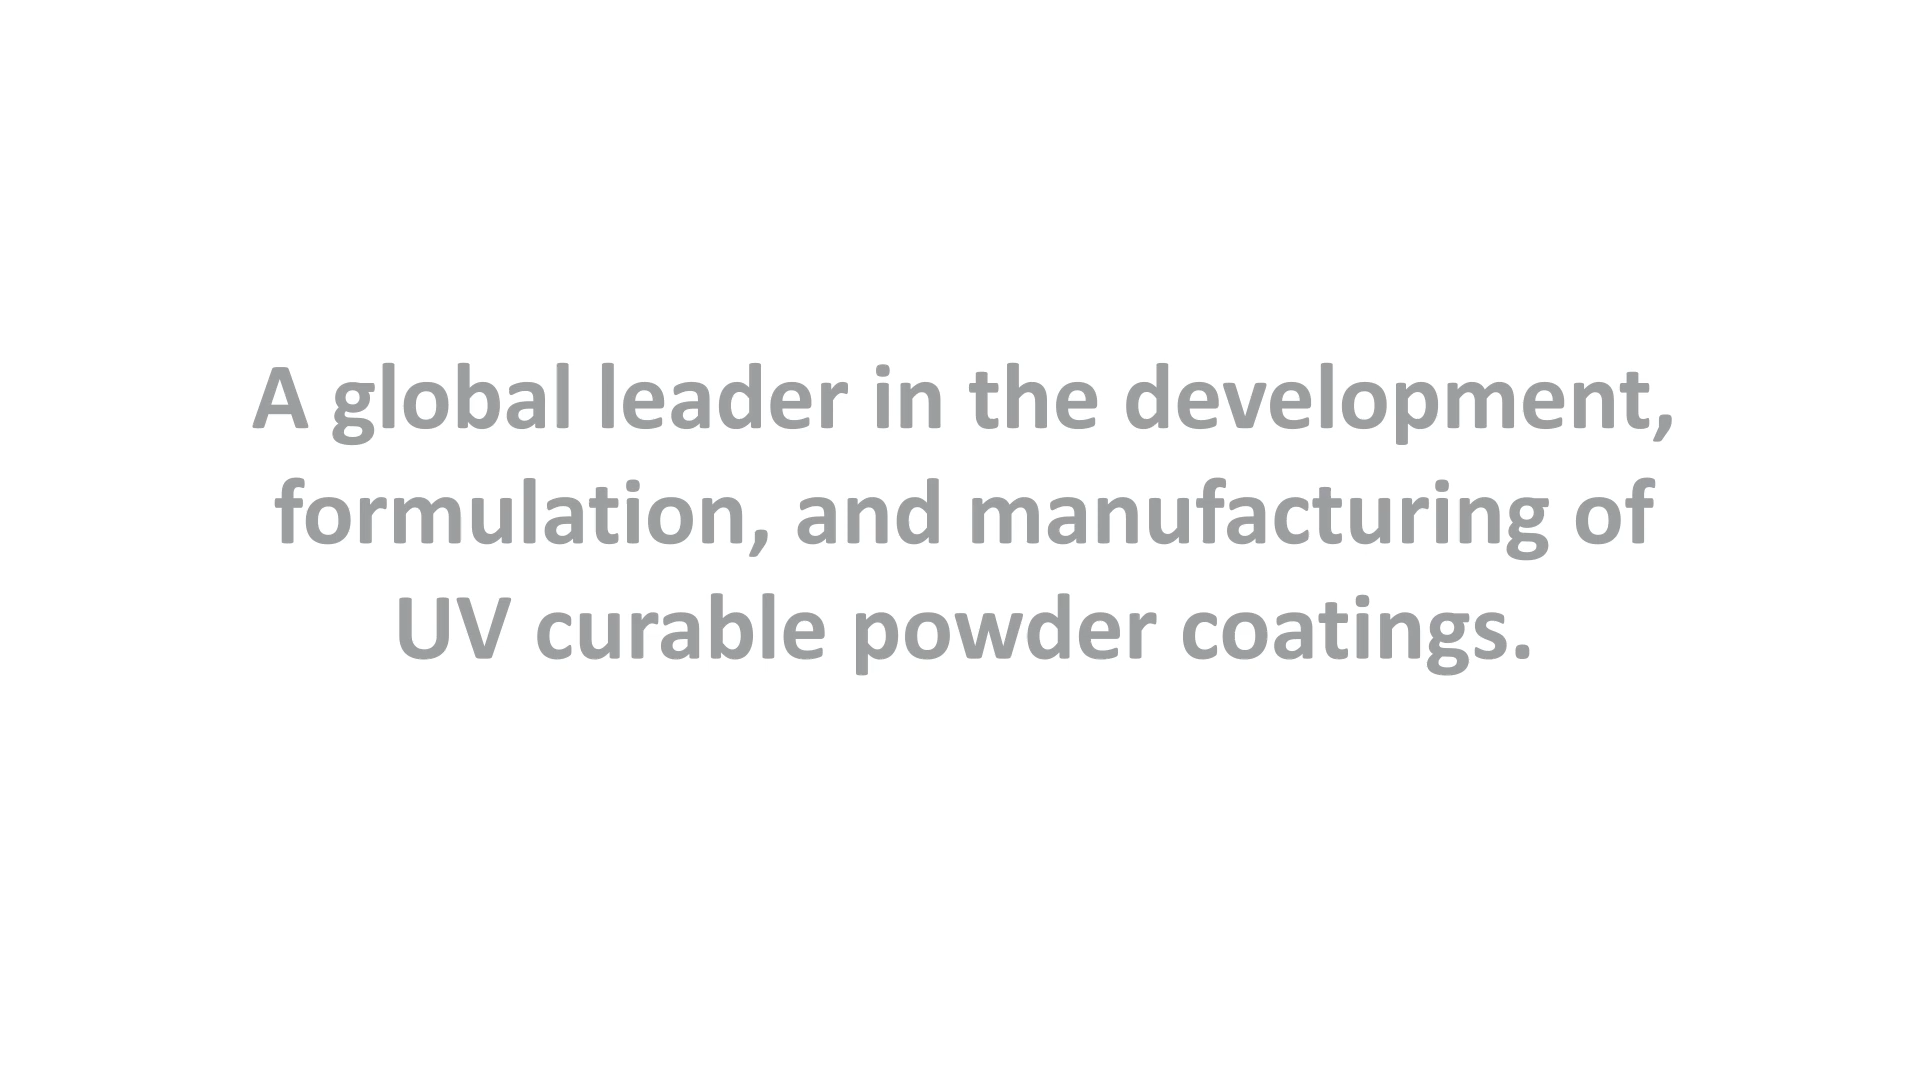 A global leader in the development,
formulation, and manufacturing of
UV curable powder coatings.